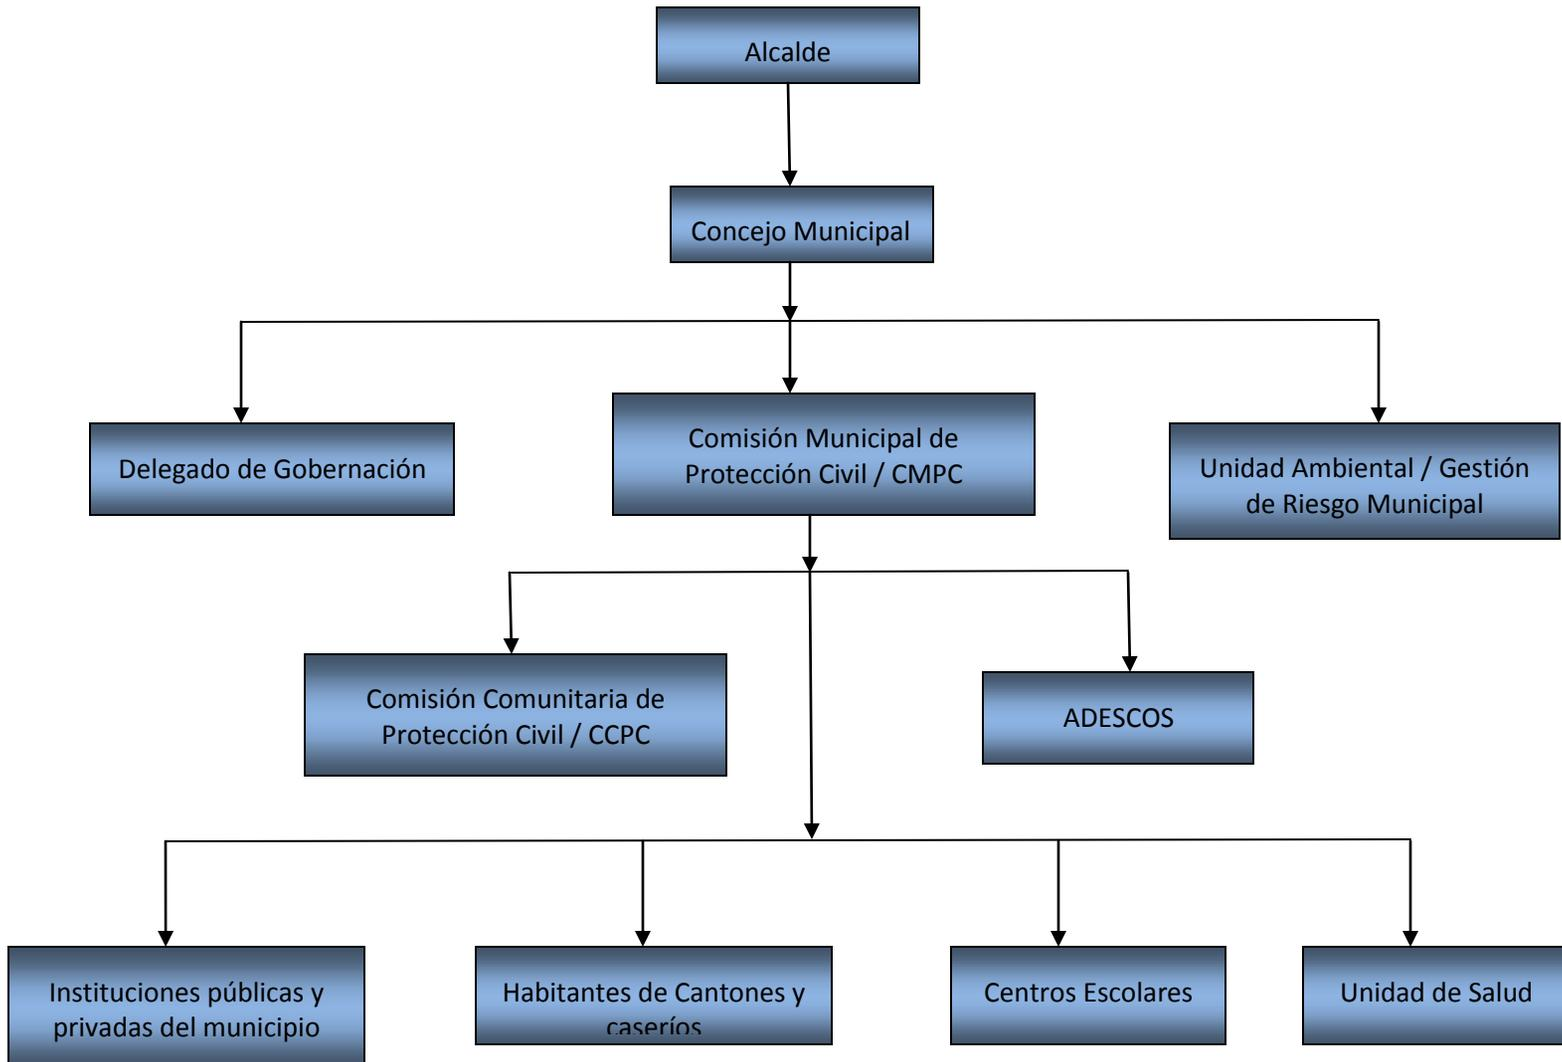 Alcalde
Concejo Municipal
Delegado de Gobernación
Comisión Municipal de
Protección Civil / CMPC
Unidad Ambiental / Gestión
de Riesgo Municipal
Comisión Comunitaria de
Protección Civil / CCPC
ADESCOS
Instituciones públicas y
privadas del municipio
Habitantes de Cantones y
caseríos
Centros Escolares
Unidad de Salud